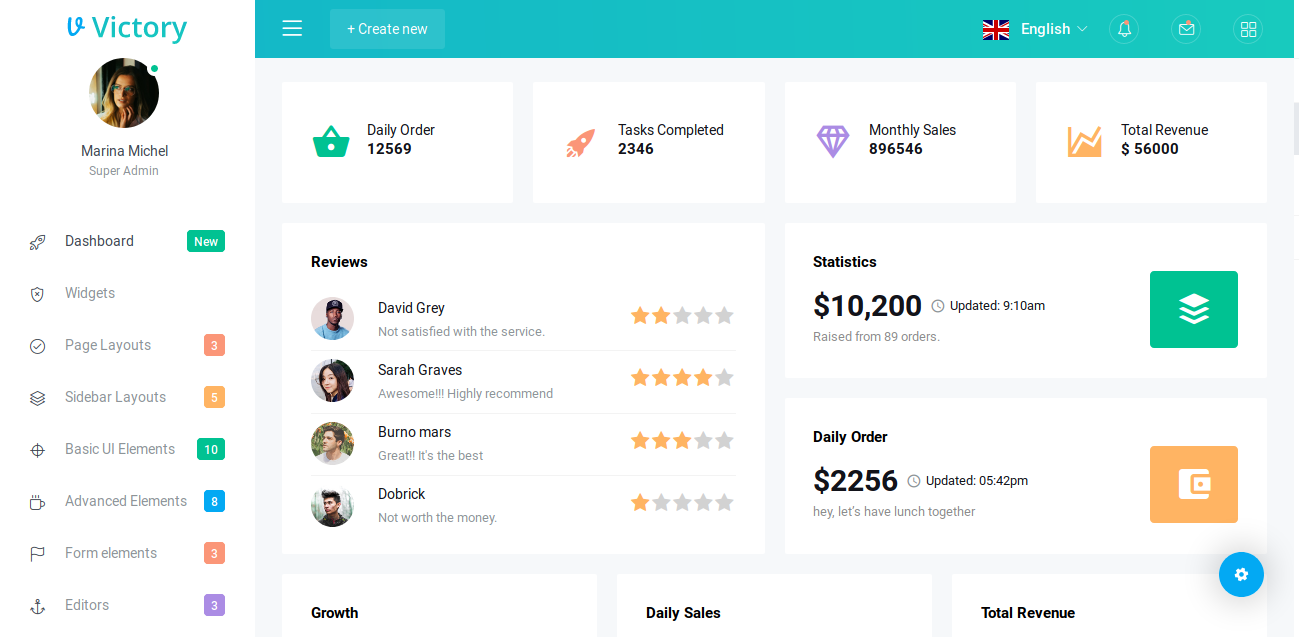 Victory
+ Create new
English
Marina Michel
Super Admin
Dashboard New
Widgets
Page Layouts 3
Sidebar Layouts 5
Basic UI Elements 10
Advanced Elements 8
Form elements 3
Editors 3
Daily Order
12569
Tasks Completed
2346
Monthly Sales
896546
Total Revenue
$ 56000
Reviews
David Grey
Not satisfied with the service.
Sarah Graves
Awesome!!! Highly recommend
Burno mars
Great!! It's the best
Dobrick
Not worth the money.
Statistics
$10,200 Updated: 9:10am
Raised from 89 orders.
Daily Order
$2256 Updated: 05:42pm
hey, let's have lunch together
Growth
Daily Sales
Total Revenue